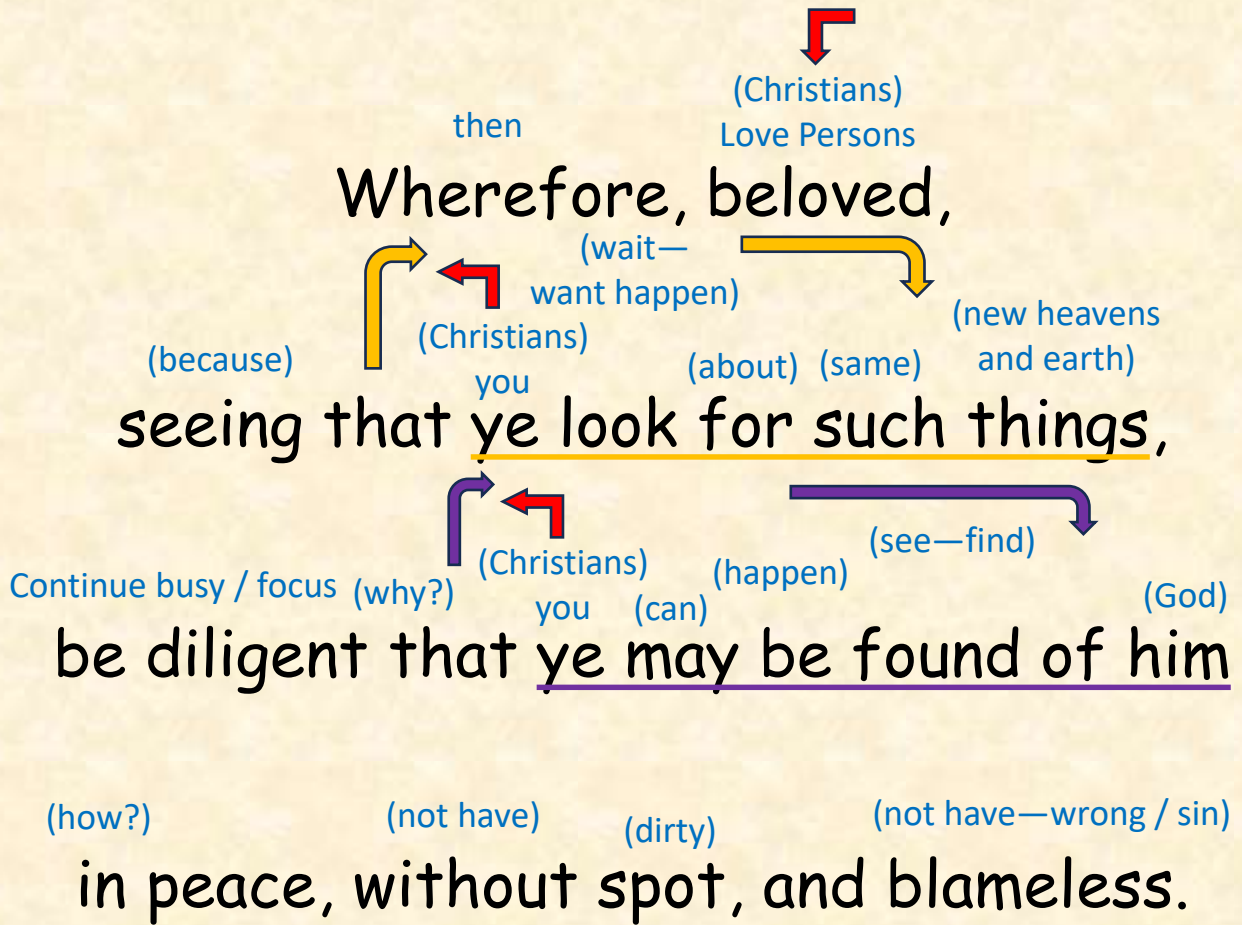 (Christians)
then
Love Persons
Wherefore, beloved,
(wait—
want happen)
(new heavens
(Christians)
(because)
and earth)
(about) (same)
you
seeing that ye look for such things,
(see—find)
(Christians)
(happen)
Continue busy / focus (why?)
(God)
you (can)
be diligent that ye may be found of him
(how?) (not have) (dirty) (not have—wrong / sin)
in peace, without spot, and blameless.